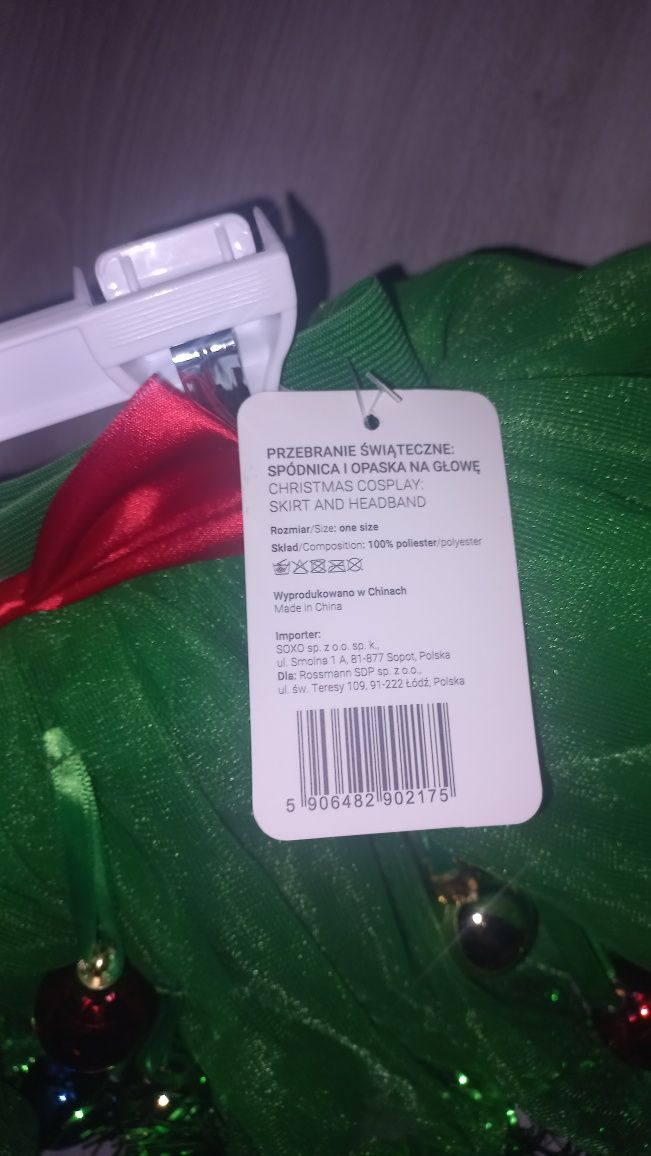 PRZEBRANIE ŚWIĄTECZNE:
SPÓDNICA I OPASKA NA GŁOWĘ
CHRISTMAS COSPLAY:
SKIRT AND HEADBAND
Rozmiar/Size: one size
Skład/Composition: 100% poliester/polyester
Wyprodukowano w Chinach
Made in China
Importer:
SOXO sp. z o.o. sp. k.,
ul. Smolna 1 A, 81-877 Sopot, Polska
Dla: Rossmann SDP sp. z o.o.,
ul. św. Teresy 109, 91-222 Łódź, Polska
5 906482 902175